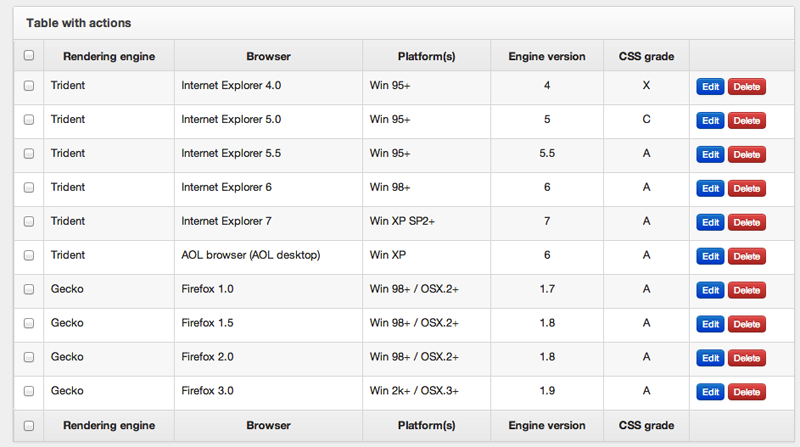 Table with actions
Rendering engine Browser Platform(s) Engine version CSS grade
Trident Internet Explorer 4.0 Win 95+ 4 X Edit Delete
Trident Internet Explorer 5.0 Win 95+ 5 C Edit Delete
Trident Internet Explorer 5.5 Win 95+ 5.5 A Edit Delete
Trident Internet Explorer 6 Win 98+ 6 A Edit Delete
Trident Internet Explorer 7 Win XP SP2+ 7 A Edit Delete
Trident AOL browser (AOL desktop) Win XP 6 A Edit Delete
Gecko Firefox 1.0 Win 98+ / OSX.2+ 1.7 A Edit Delete
Gecko Firefox 1.5 Win 98+ / OSX.2+ 1.8 A Edit Delete
Gecko Firefox 2.0 Win 98+ / OSX.2+ 1.8 A Edit Delete
Gecko Firefox 3.0 Win 2k+ / OSX.3+ 1.9 A Edit Delete
Rendering engine Browser Platform(s) Engine version CSS grade